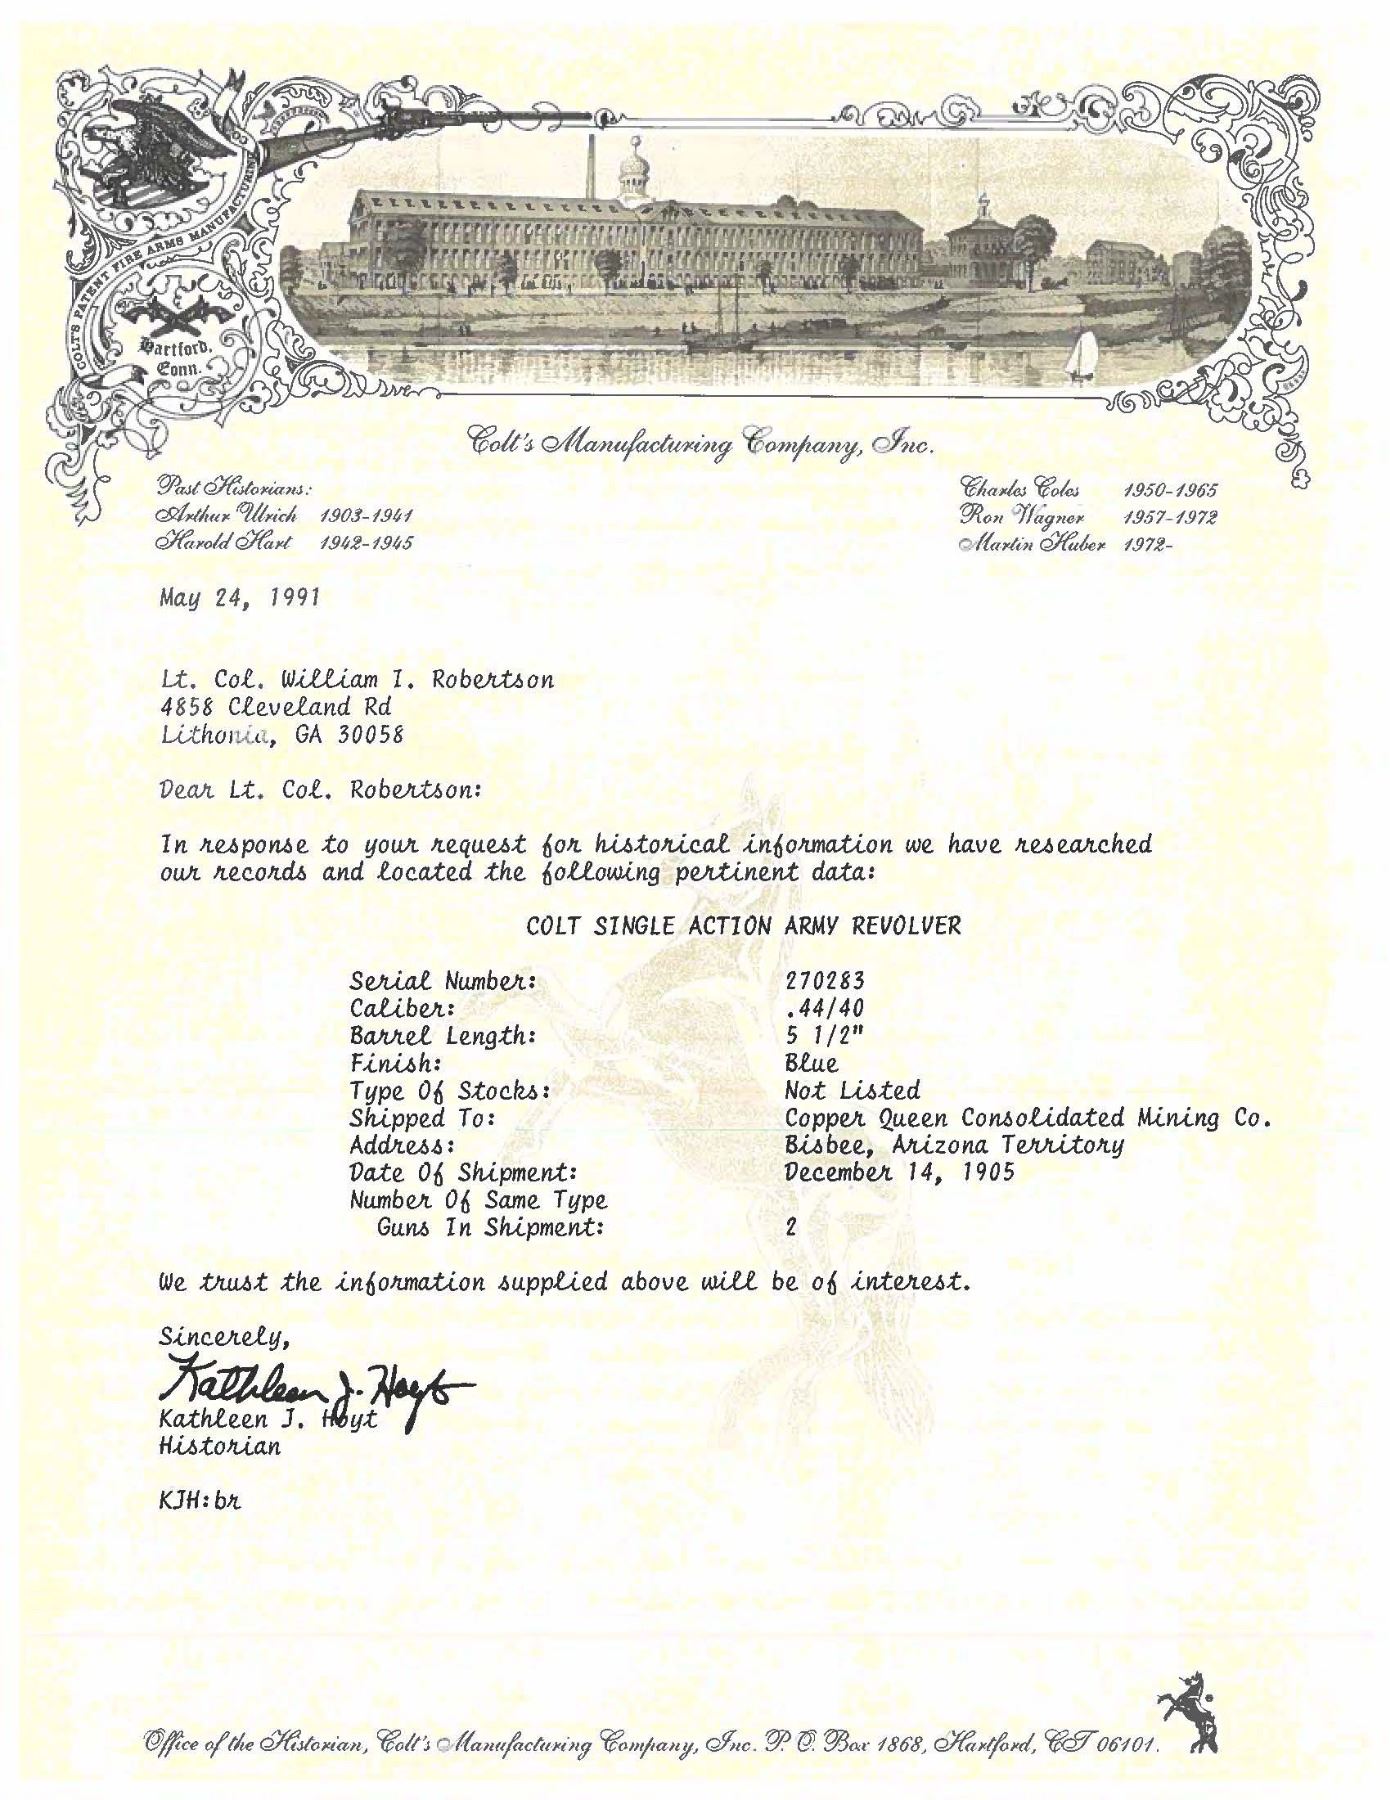 COLT'S PATENT FIRE ARMS MANUFACTURING
Hartford,
Conn.
Colt's Manufacturing Company, Inc.
Past Historians:
Arthur Ulrich 1903-1941
Harold Hart 1942-1945
Charles Coles 1950-1965
Ron Wagner 1957-1972
Martin Huber 1972-
May 24, 1991
Lt. Col. William I. Robertson
4858 Cleveland Rd
Lithonia, GA 30058
Dear Lt. Col. Robertson:
In response to your request for historical information we have researched
our records and located the following pertinent data:
COLT SINGLE ACTION ARMY REVOLVER
Serial Number: 270283
Caliber: .44/40
Barrel Length: 5 1/2"
Finish: Blue
Type Of Stocks: Not Listed
Shipped To: Copper Queen Consolidated Mining Co.
Address: Bisbee, Arizona Territory
Date Of Shipment: December 14, 1905
Number Of Same Type
Guns In Shipment: 2
We trust the information supplied above will be of interest.
Sincerely,
Kathleen J. Hoyt
Kathleen J. Hoyt
Historian
KJH:br
Office of the Historian, Colt's Manufacturing Company, Inc. P. O. Box 1868, Hartford, CT 06101.